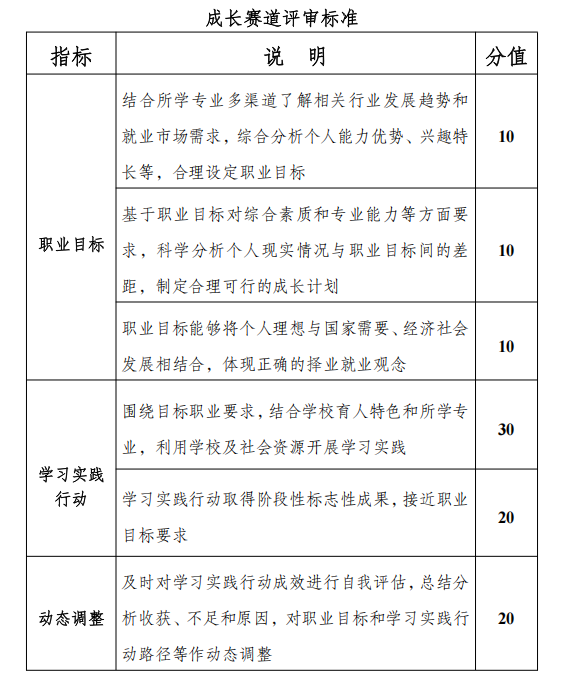 成长赛道评审标准
指标 说 明 分值
结合所学专业多渠道了解相关行业发展趋势和
就业市场需求，综合分析个人能力优势、兴趣特
长等，合理设定职业目标
10
基于职业目标对综合素质和专业能力等方面要
求，科学分析个人现实情况与职业目标间的差
距，制定合理可行的成长计划
10
职业目标
职业目标能够将个人理想与国家需要、经济社会
发展相结合，体现正确的择业就业观念
10
围绕目标职业要求，结合学校育人特色和所学专
业，利用学校及社会资源开展学习实践
30
学习实践
行动
学习实践行动取得阶段性标志性成果，接近职业
目标要求
20
动态调整
及时对学习实践行动成效进行自我评估，总结分
析收获、不足和原因，对职业目标和学习实践行
动路径等作动态调整
20